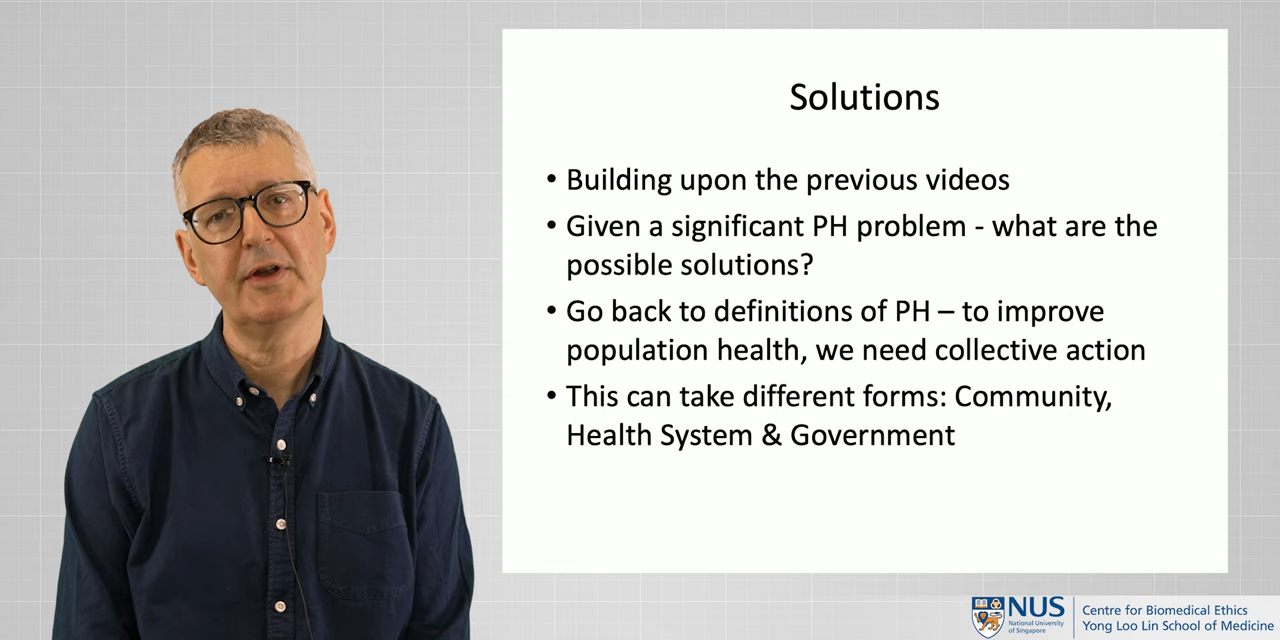 Solutions
• Building upon the previous videos
• Given a significant PH problem - what are the
possible solutions?
• Go back to definitions of PH – to improve
population health, we need collective action
• This can take different forms: Community,
Health System & Government
NUS
National University
of Singapore
Centre for Biomedical Ethics
Yong Loo Lin School of Medicine